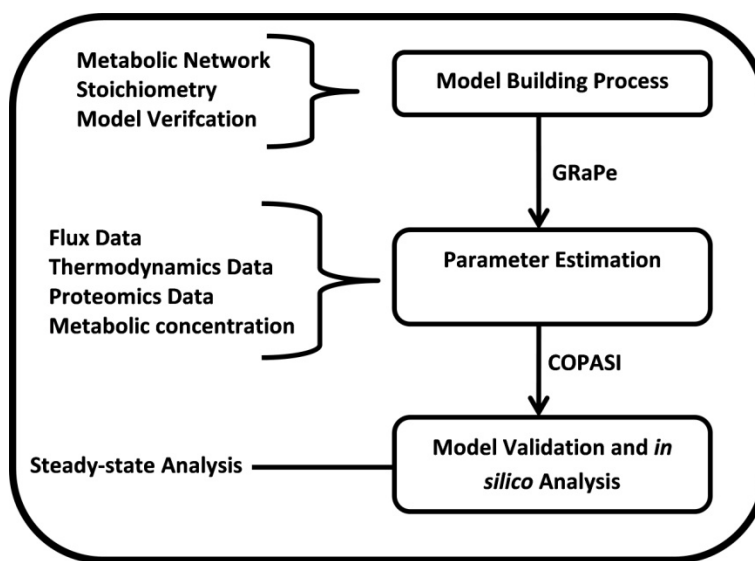 Metabolic Network
Stoichiometry
Model Verifcation
Model Building Process
GRaPe
Flux Data
Thermodynamics Data
Proteomics Data
Metabolic concentration
Parameter Estimation
COPASI
Steady-state Analysis
Model Validation and in
silico Analysis